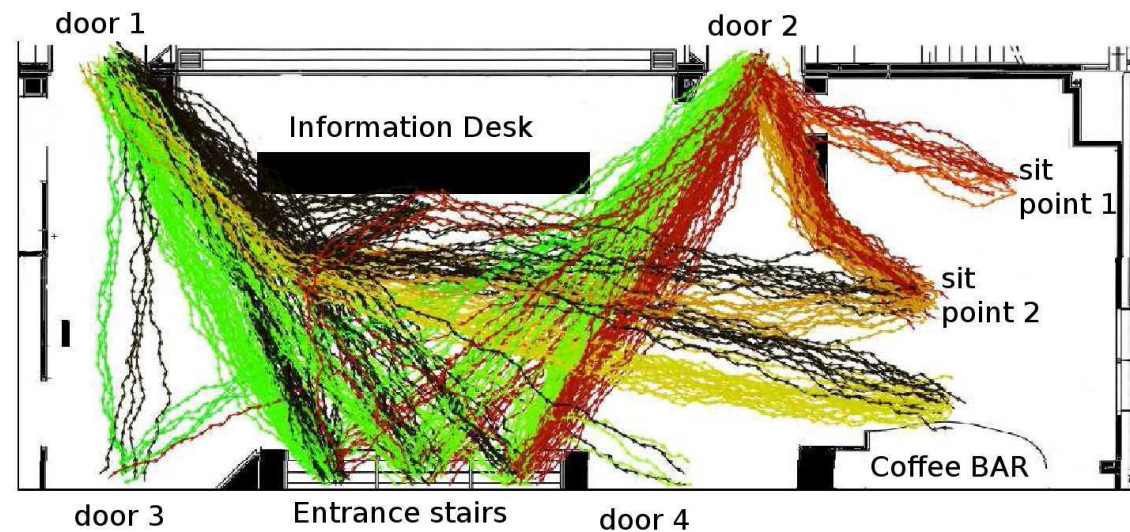 door 1
door 2
Information Desk
sit
point 1
sit
point 2
Coffee BAR
door 3
Entrance stairs
door 4